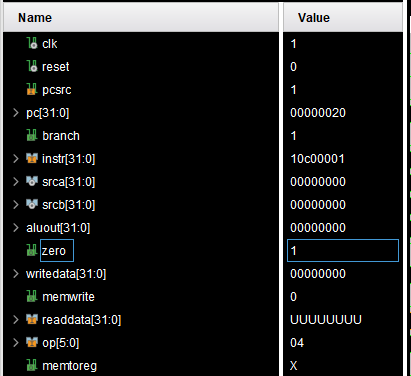 Name Value
clk 1
reset 0
pcsrc 1
pc[31:0] 00000020
branch 1
instr[31:0] 10c00001
srca[31:0] 00000000
srcb[31:0] 00000000
aluout[31:0] 00000000
zero 1
writedata[31:0] 00000000
memwrite 0
readdata[31:0] UUUUUUUU
op[5:0] 04
memtoreg X